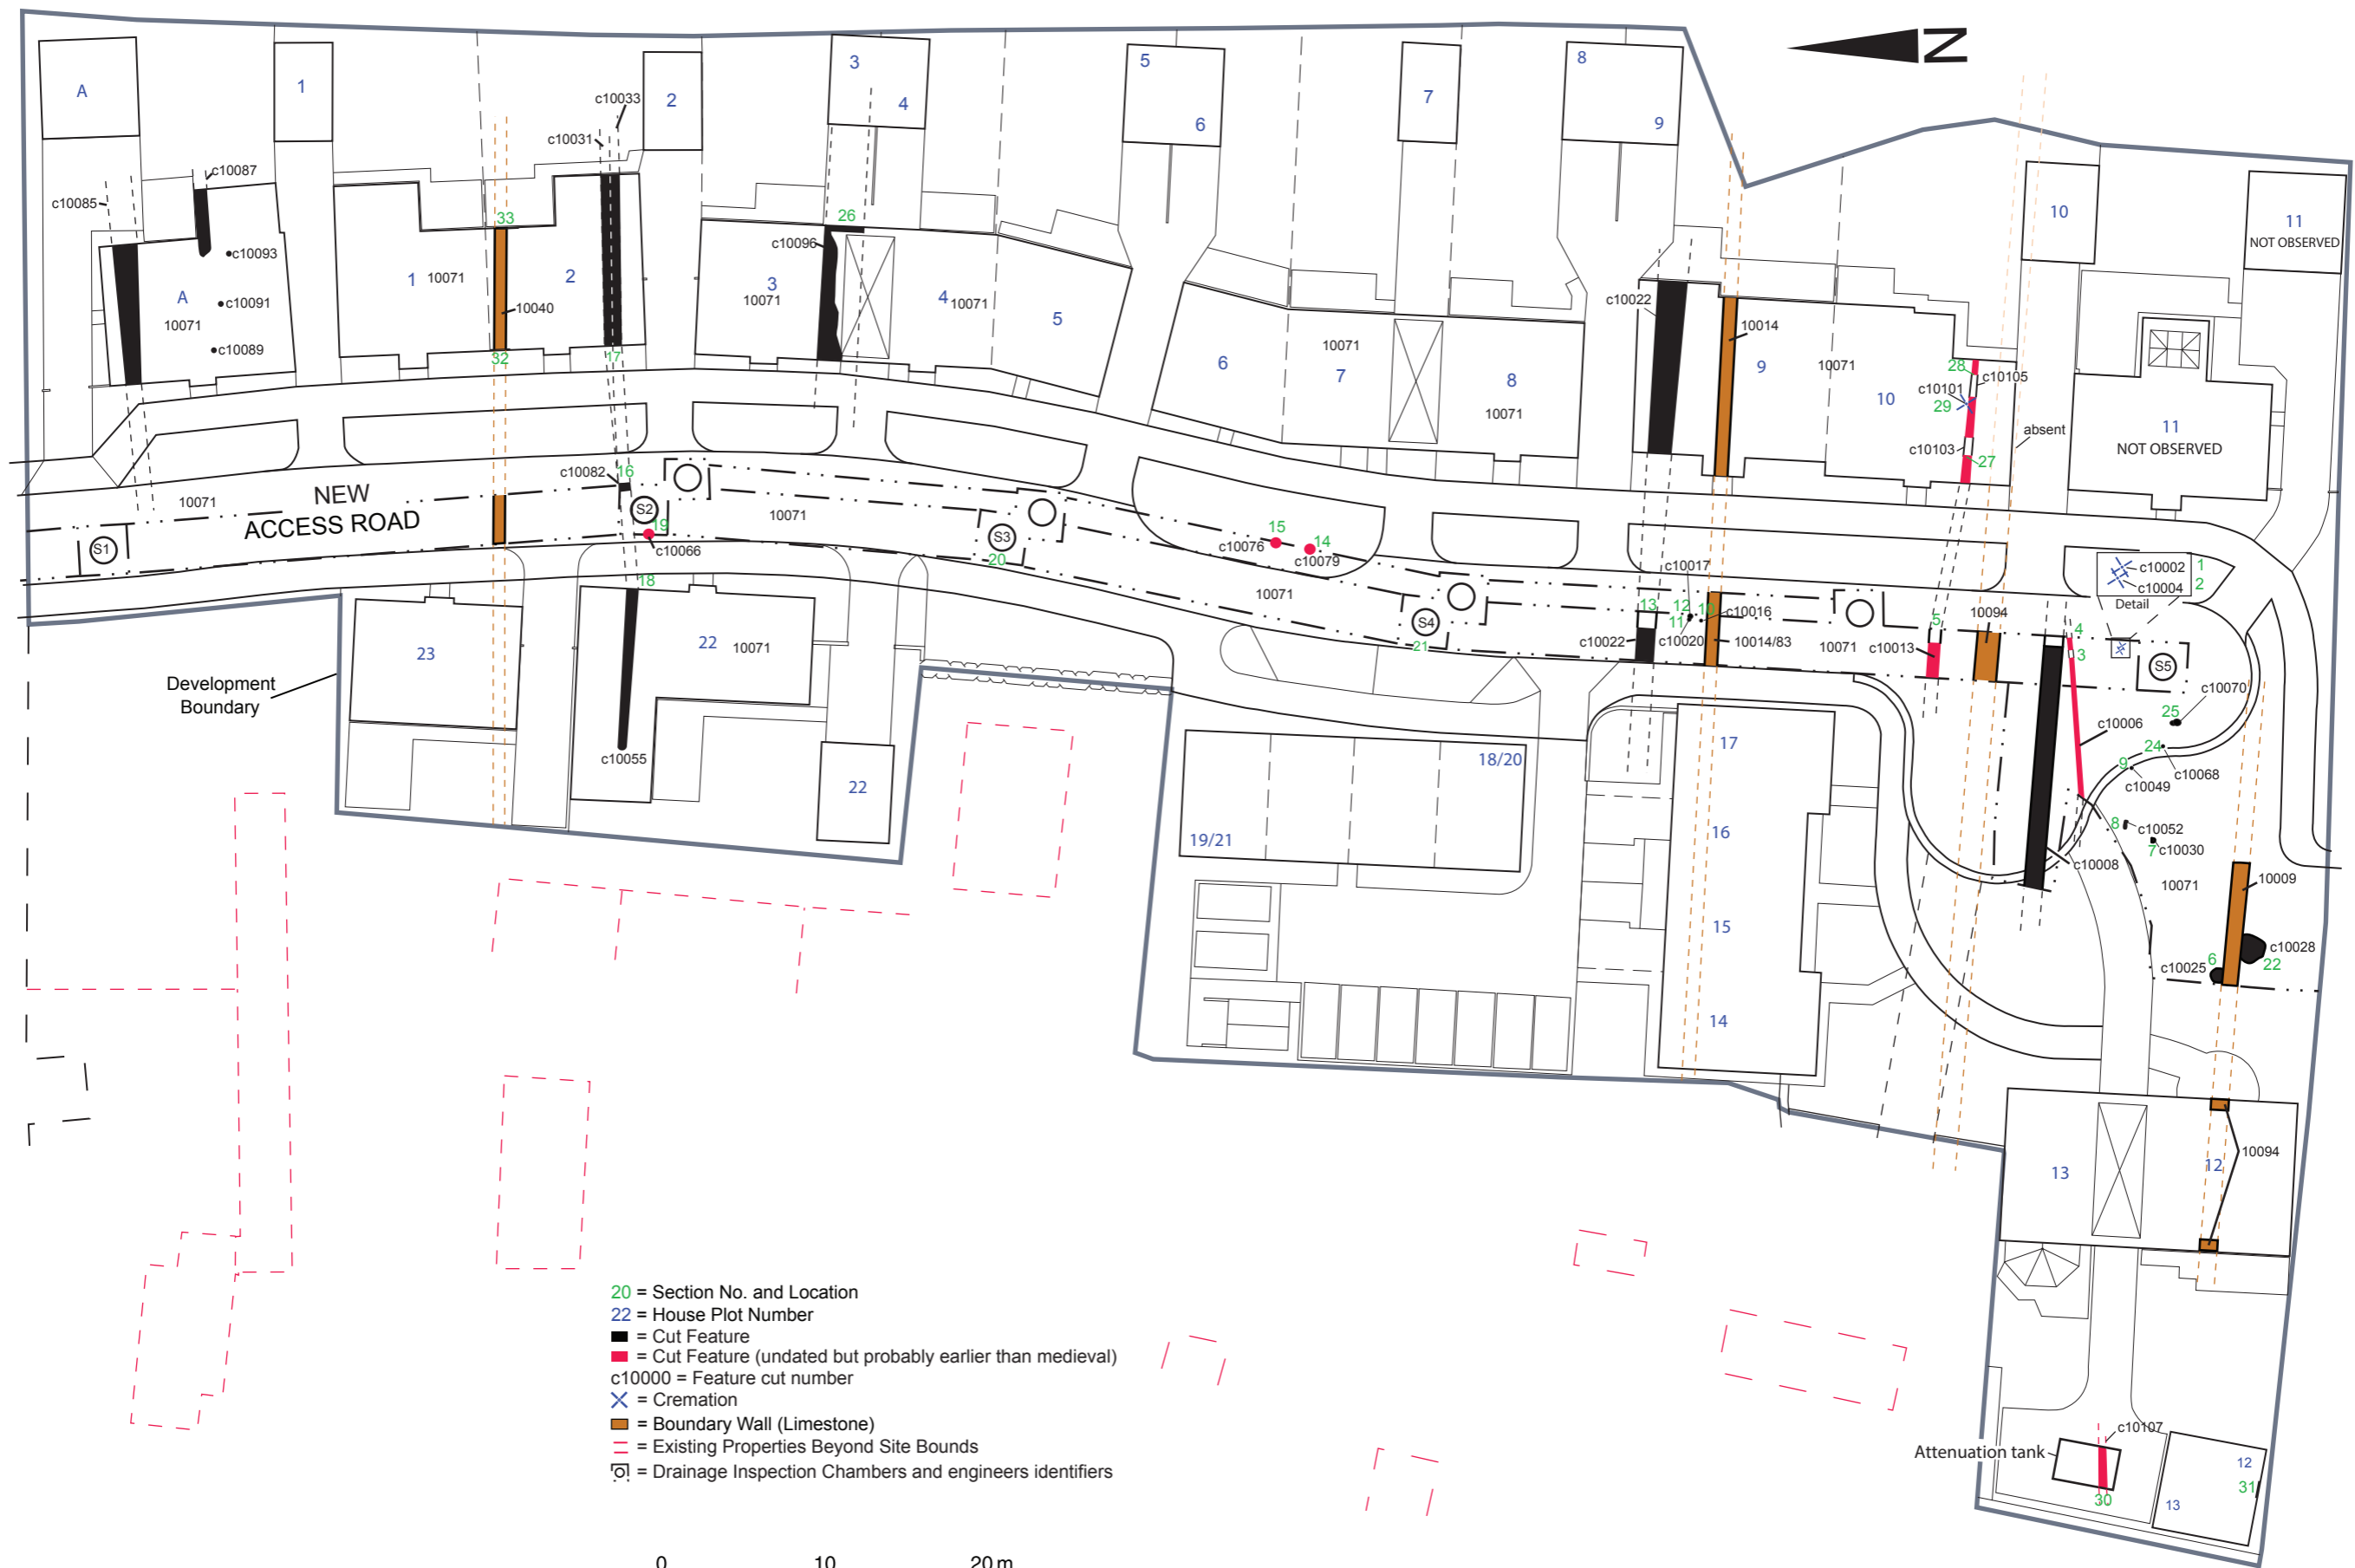 N
A
1
2
3
4
5
6
7
8
9
10
11
NOT OBSERVED
c10033
c10031
c10087
c10085
c10093
c10091
c10089
A
10071
33
1
10071
2
10040
32
17
26
c10096
3
10071
4
10071
5
6
10071
7
8
10071
c10022
10014
9
10071
10
28
c10101
c10105
29
c10103
27
absent
11
NOT OBSERVED
10071
NEW
ACCESS ROAD
S1
c10082
16
S2
19
c10066
10071
S3
20
15
c10076
14
c10079
10071
S4
21
c10017
13
12
10
c10016
11
c10022
c10020
10014/83
10071
5
c10013
10094
4
3
c10002
1
c10004
2
Detail
S5
c10070
25
c10006
24
c10068
9
c10049
8
c10052
7
c10030
c10008
10071
10009
c10028
22
c10025
6
23
18
22
10071
c10055
22
Development
Boundary
18/20
19/21
17
16
15
14
13
12
10094
Attenuation tank
c10107
30
12
31
13
20 = Section No. and Location
22 = House Plot Number
= Cut Feature
= Cut Feature (undated but probably earlier than medieval)
c10000 = Feature cut number
= Cremation
= Boundary Wall (Limestone)
= Existing Properties Beyond Site Bounds
= Drainage Inspection Chambers and engineers identifiers
0 10 20 m